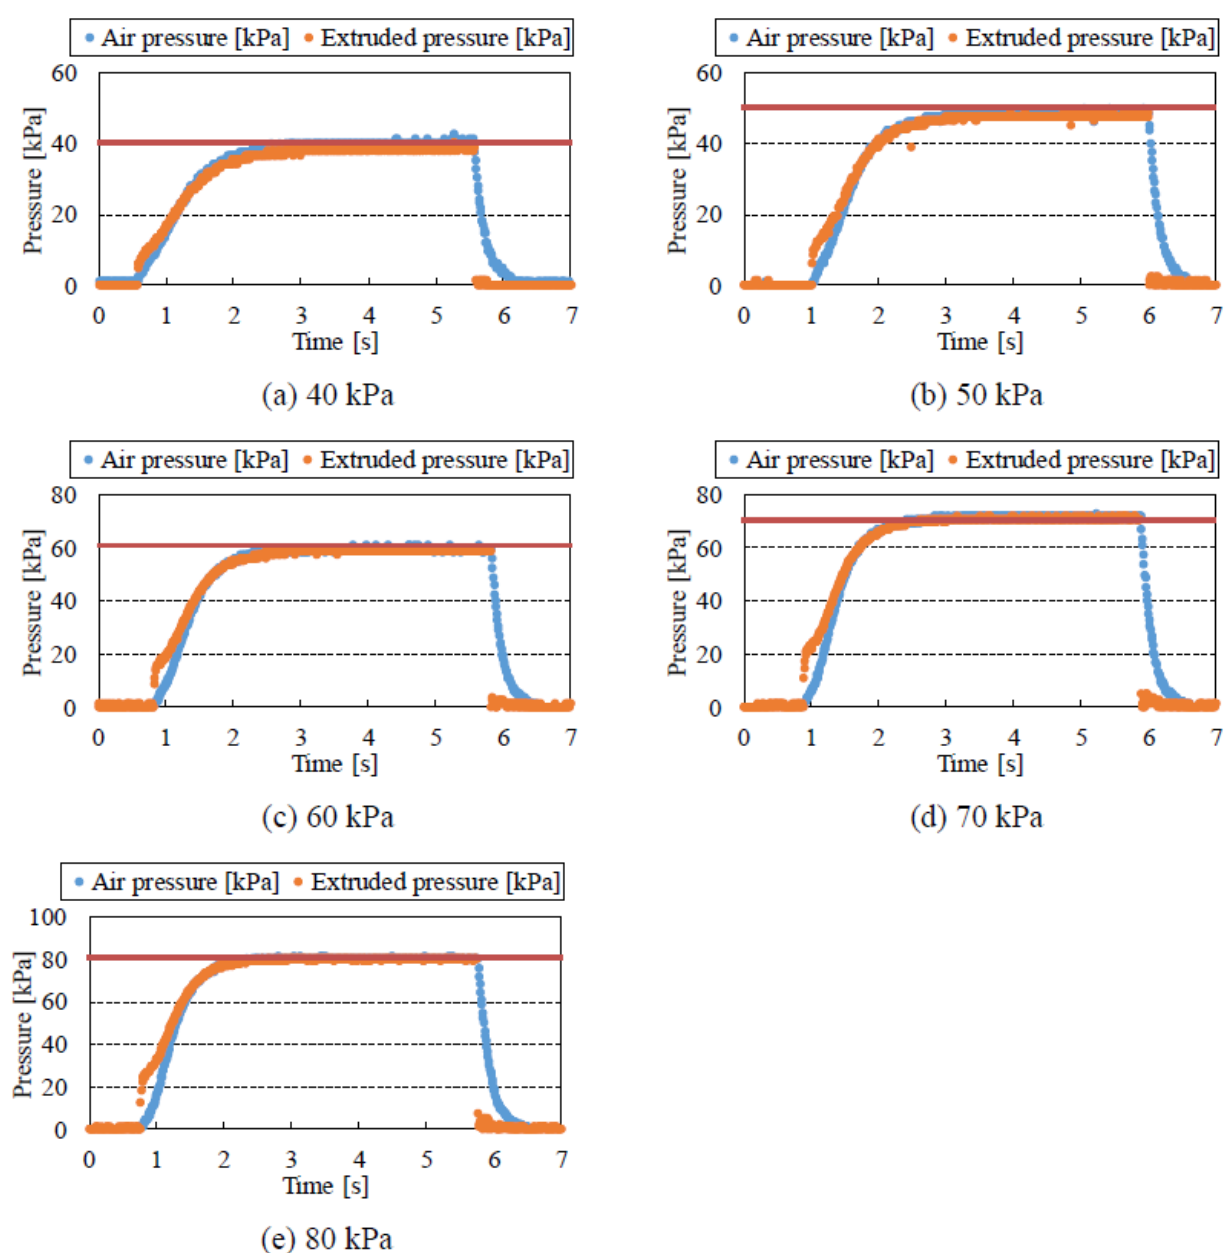 Air pressure [kPa] Extruded pressure [kPa]
Pressure [kPa]
60
40
20
0
0 1 2 3 4 5 6 7
Time [s]
(a) 40 kPa
Air pressure [kPa] Extruded pressure [kPa]
Pressure [kPa]
60
40
20
0
0 1 2 3 4 5 6 7
Time [s]
(b) 50 kPa
Air pressure [kPa] Extruded pressure [kPa]
Pressure [kPa]
80
60
40
20
0
0 1 2 3 4 5 6 7
Time [s]
(c) 60 kPa
Air pressure [kPa] Extruded pressure [kPa]
Pressure [kPa]
80
60
40
20
0
0 1 2 3 4 5 6 7
Time [s]
(d) 70 kPa
Air pressure [kPa] Extruded pressure [kPa]
Pressure [kPa]
100
80
60
40
20
0
0 1 2 3 4 5 6 7
Time [s]
(e) 80 kPa